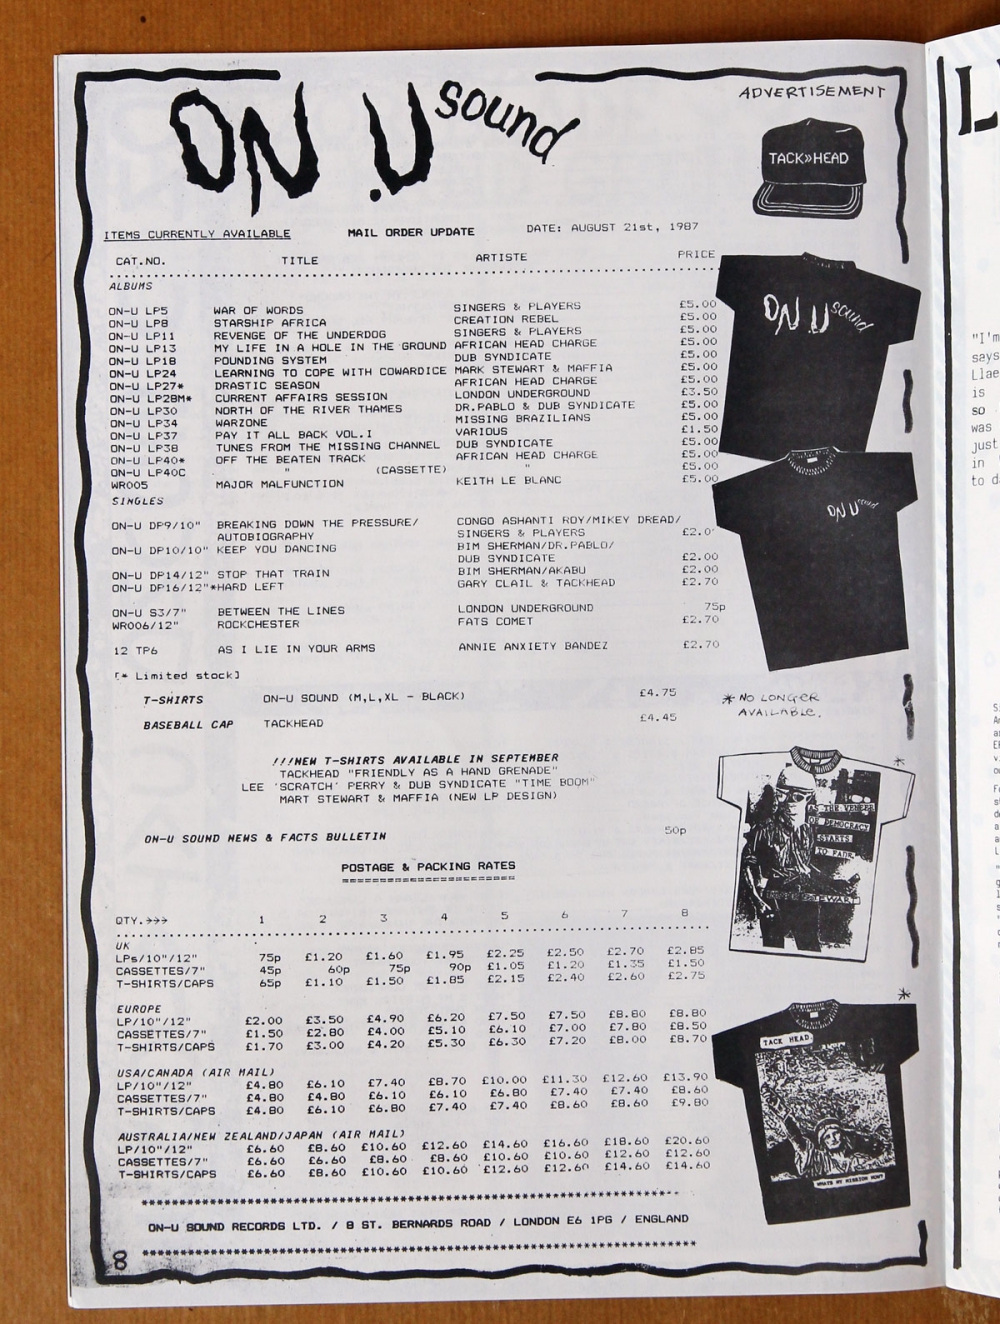 ON .U sound
ADVERTISEMENT
TACK»HEAD
ITEMS CURRENTLY AVAILABLE MAIL ORDER UPDATE DATE: AUGUST 21st, 1987
CAT.NO. TITLE ARTISTE PRICE
ALBUMS
ON-U LP5 WAR OF WORDS SINGERS & PLAYERS £5.00
ON-U LP8 STARSHIP AFRICA CREATION REBEL £5.00
ON-U LP11 REVENGE OF THE UNDERDOG SINGERS & PLAYERS £5.00
ON-U LP13 MY LIFE IN A HOLE IN THE GROUND AFRICAN HEAD CHARGE £5.00
ON-U LP18 POUNDING SYSTEM DUB SYNDICATE £5.00
ON-U LP24 LEARNING TO COPE WITH COWARDICE MARK STEWART & MAFFIA £5.00
ON-U LP27* DRASTIC SEASON AFRICAN HEAD CHARGE £5.00
ON-U LP28M* CURRENT AFFAIRS SESSION LONDON UNDERGROUND £3.50
ON-U LP30 NORTH OF THE RIVER THAMES DR.PABLO & DUB SYNDICATE £5.00
ON-U LP34 WARZONE MISSING BRAZILIANS £5.00
ON-U LP37 PAY IT ALL BACK VOL.I VARIOUS £1.50
ON-U LP38 TUNES FROM THE MISSING CHANNEL DUB SYNDICATE £5.00
ON-U LP40* OFF THE BEATEN TRACK AFRICAN HEAD CHARGE £5.00
ON-U LP40C " (CASSETTE) " £5.00
WR005 MAJOR MALFUNCTION KEITH LE BLANC £5.00
SINGLES
ON-U DP9/10" BREAKING DOWN THE PRESSURE/ CONGO ASHANTI ROY/MIKEY DREAD/
AUTOBIOGRAPHY SINGERS & PLAYERS £2.0
ON-U DP10/10" KEEP YOU DANCING BIM SHERMAN/DR.PABLO/
DUB SYNDICATE £2.00
ON-U DP14/12" STOP THAT TRAIN BIM SHERMAN/AKABU £2.00
ON-U DP16/12"*HARD LEFT GARY CLAIL & TACKHEAD £2.70
ON-U S3/7" BETWEEN THE LINES LONDON UNDERGROUND 75p
WR006/12" ROCKCHESTER FATS COMET £2.70
12 TP6 AS I LIE IN YOUR ARMS ANNIE ANXIETY BANDEZ £2.70
[* Limited stock]
T-SHIRTS ON-U SOUND (M,L,XL - BLACK) £4.75
BASEBALL CAP TACKHEAD £4.45
!!!NEW T-SHIRTS AVAILABLE IN SEPTEMBER
TACKHEAD "FRIENDLY AS A HAND GRENADE"
LEE 'SCRATCH' PERRY & DUB SYNDICATE "TIME BOOM"
MART STEWART & MAFFIA (NEW LP DESIGN)
ON-U SOUND NEWS & FACTS BULLETIN 50p
POSTAGE & PACKING RATES
=======================
QTY.>>> 1 2 3 4 5 6 7 8
UK
LPs/10"/12" 75p £1.20 £1.60 £1.95 £2.25 £2.50 £2.70 £2.85
CASSETTES/7" 45p 60p 75p 90p £1.05 £1.20 £1.35 £1.50
T-SHIRTS/CAPS 65p £1.10 £1.50 £1.85 £2.15 £2.40 £2.60 £2.75
EUROPE
LP/10"/12" £2.00 £3.50 £4.90 £6.20 £7.50 £7.50 £8.80 £8.80
CASSETTES/7" £1.50 £2.80 £4.00 £5.10 £6.10 £7.00 £7.80 £8.50
T-SHIRTS/CAPS £1.70 £3.00 £4.20 £5.30 £6.30 £7.20 £8.00 £8.70
USA/CANADA (AIR MAIL)
LP/10"/12" £4.80 £6.10 £7.40 £8.70 £10.00 £11.30 £12.60 £13.90
CASSETTES/7" £4.80 £4.80 £6.10 £6.10 £6.80 £7.40 £7.40 £8.60
T-SHIRTS/CAPS £4.80 £6.10 £6.80 £7.40 £7.40 £8.60 £8.60 £9.80
AUSTRALIA/NEW ZEALAND/JAPAN (AIR MAIL)
LP/10"/12" £6.60 £8.60 £10.60 £12.60 £14.60 £16.60 £18.60 £20.60
CASSETTES/7" £6.60 £6.60 £8.60 £8.60 £10.60 £10.60 £12.60 £12.60
T-SHIRTS/CAPS £6.60 £8.60 £10.60 £10.60 £12.60 £12.60 £14.60 £14.60
ON-U SOUND RECORDS LTD. / 8 ST. BERNARDS ROAD / LONDON E6 1PG / ENGLAND
8
ON .U sound
ON .U sound
* NO LONGER
AVAILABLE.
*
AS THE VENEER
OF DEMOCRACY
STARTS
TO FADE
STEWART
*
TACK HEAD
WHATS MY MISSION NOW?
"I'm
says
Llae
is
so
was
just
in
to d